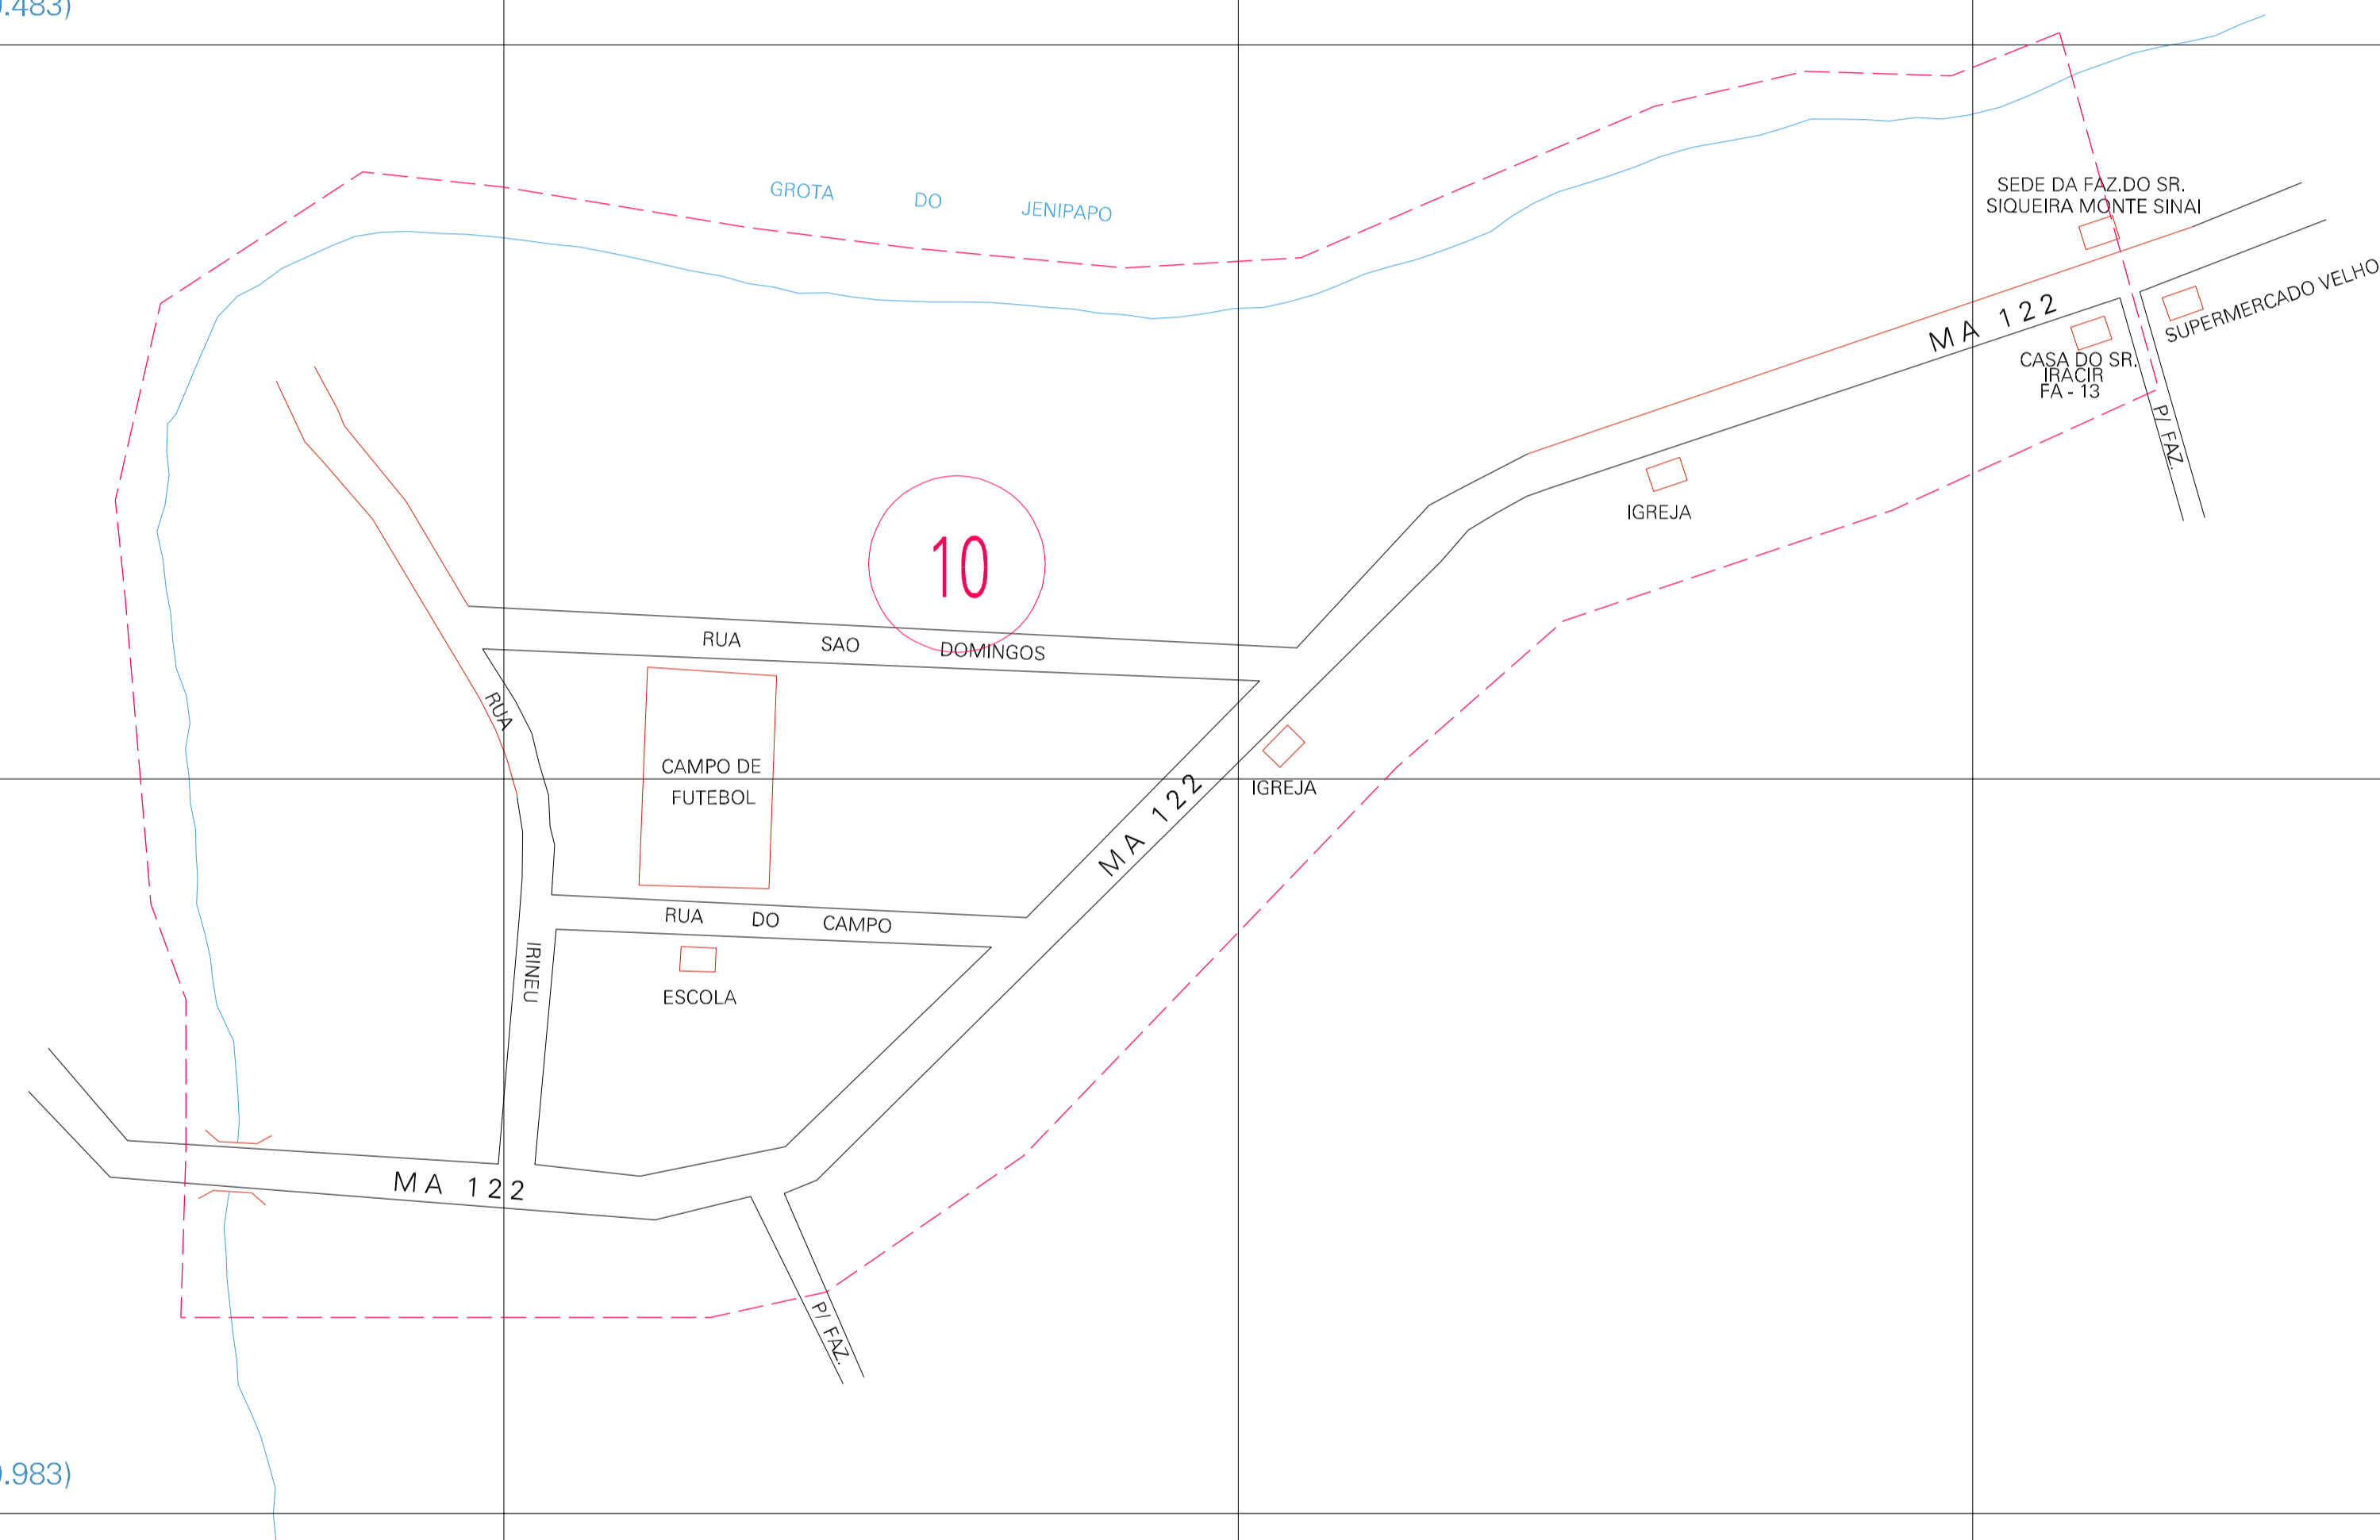 .483)
GROTA DO JENIPAPO
SEDE DA FAZ.DO SR.
SIQUEIRA MONTE SINAI
SUPERMERCADO VELHO
MA 122
CASA DO SR.
IRACIR
FA - 13
P/ FAZ.
IGREJA
10
RUA SAO DOMINGOS
RUA IRINEU
CAMPO DE
FUTEBOL
MA 122
IGREJA
RUA DO CAMPO
ESCOLA
MA 122
P/ FAZ.
.983)